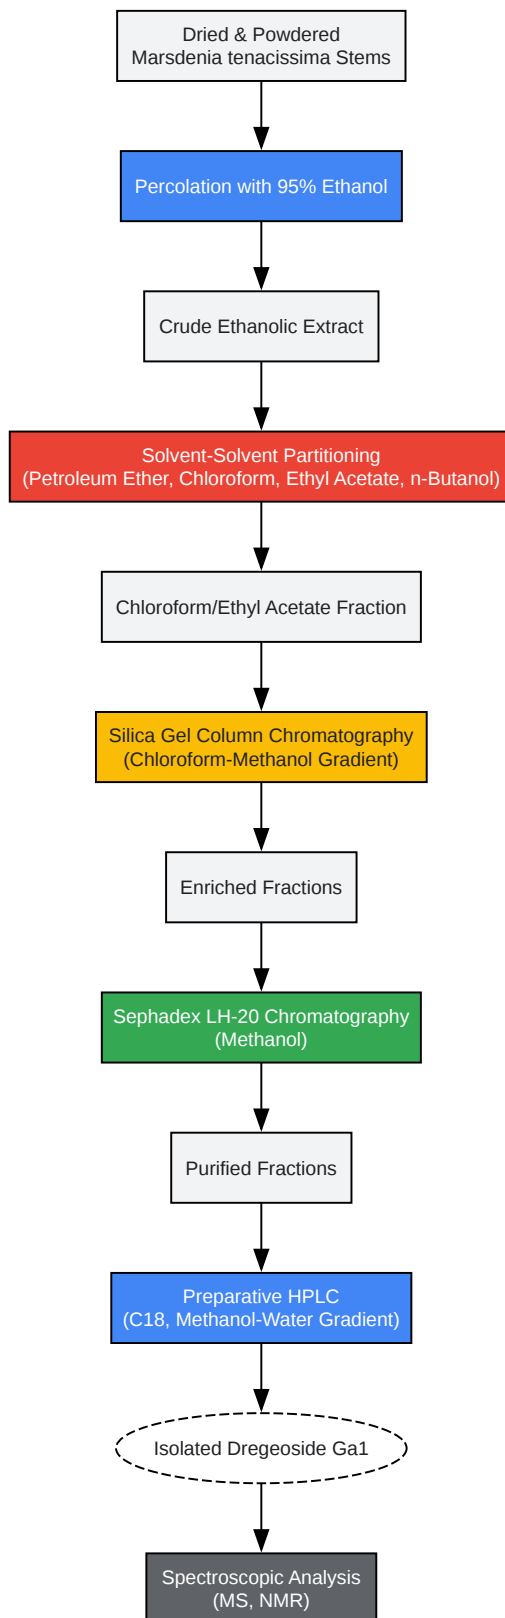 Dried & Powdered
Marsdenia tenacissima Stems
Percolation with 95% Ethanol
Crude Ethanolic Extract
Solvent-Solvent Partitioning
(Petroleum Ether, Chloroform, Ethyl Acetate, n-Butanol)
Chloroform/Ethyl Acetate Fraction
Silica Gel Column Chromatography
(Chloroform-Methanol Gradient)
Enriched Fractions
Sephadex LH-20 Chromatography
(Methanol)
Purified Fractions
Preparative HPLC
(C18, Methanol-Water Gradient)
Isolated Dregeoside Ga1
Spectroscopic Analysis
(MS, NMR)